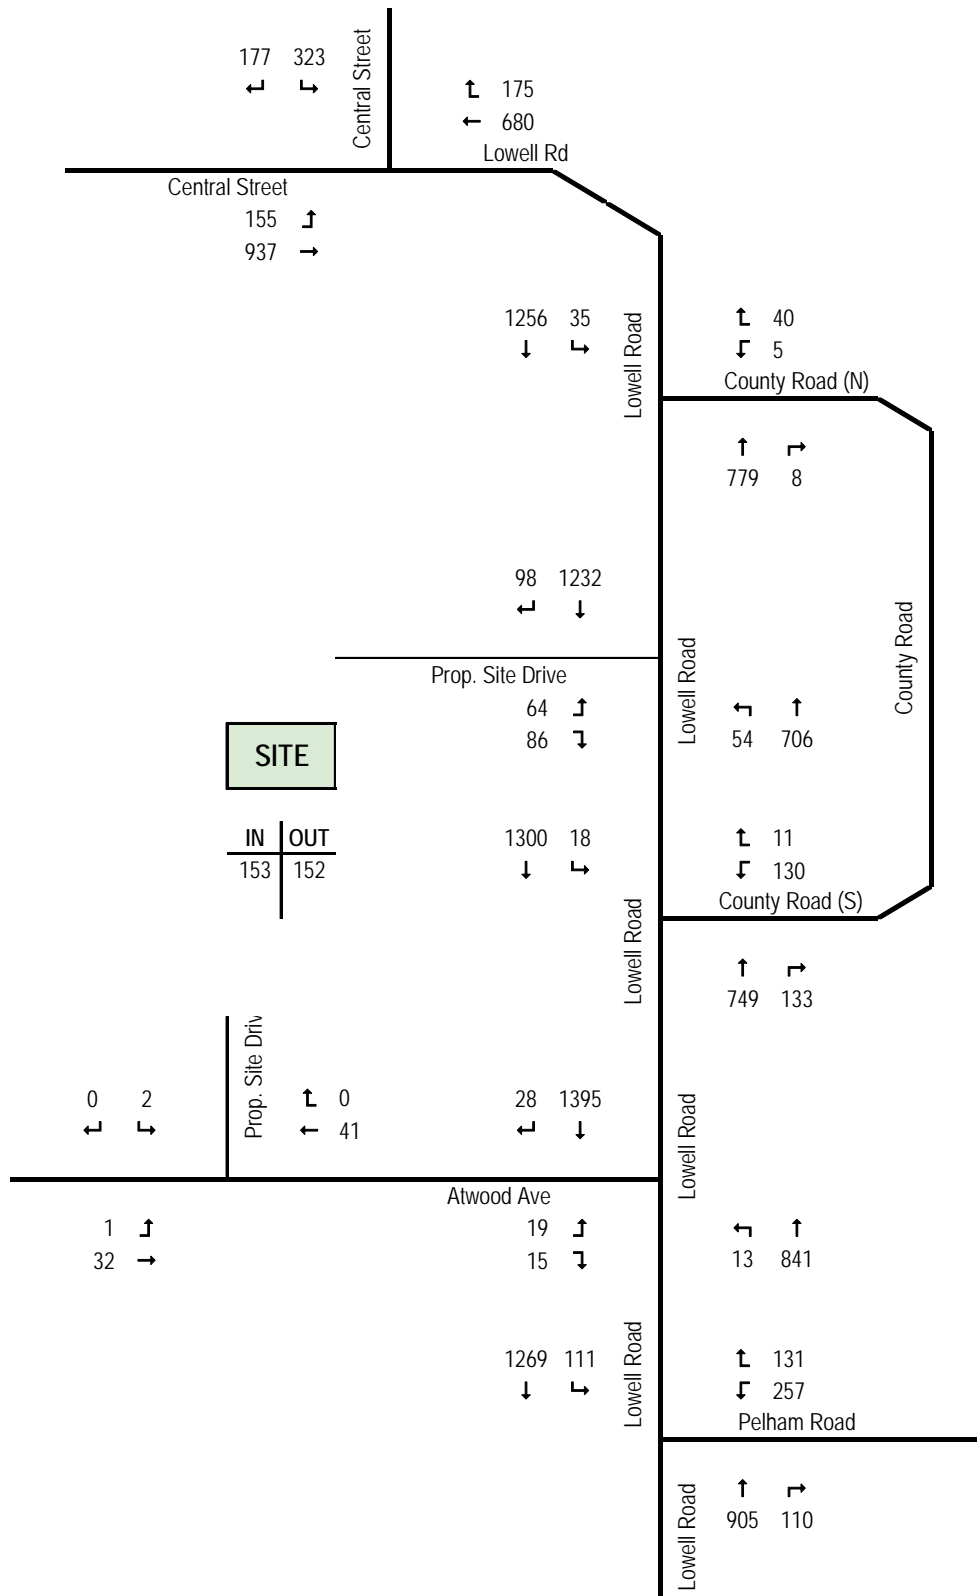 177 323
Central Street
175
680
Lowell Rd
Central Street
155
937
1256 35
Lowell Road
40
5
County Road (N)
779 8
98 1232
Prop. Site Drive
64
86
Lowell Road
54 706
County Road
SITE
IN OUT
153 152
1300 18
Lowell Road
11
130
County Road (S)
749 133
0 2
Prop. Site Driv
0
41
28 1395
Lowell Road
Atwood Ave
1
32
19
15
13 841
1269 111
Lowell Road
131
257
Pelham Road
Lowell Road
905 110